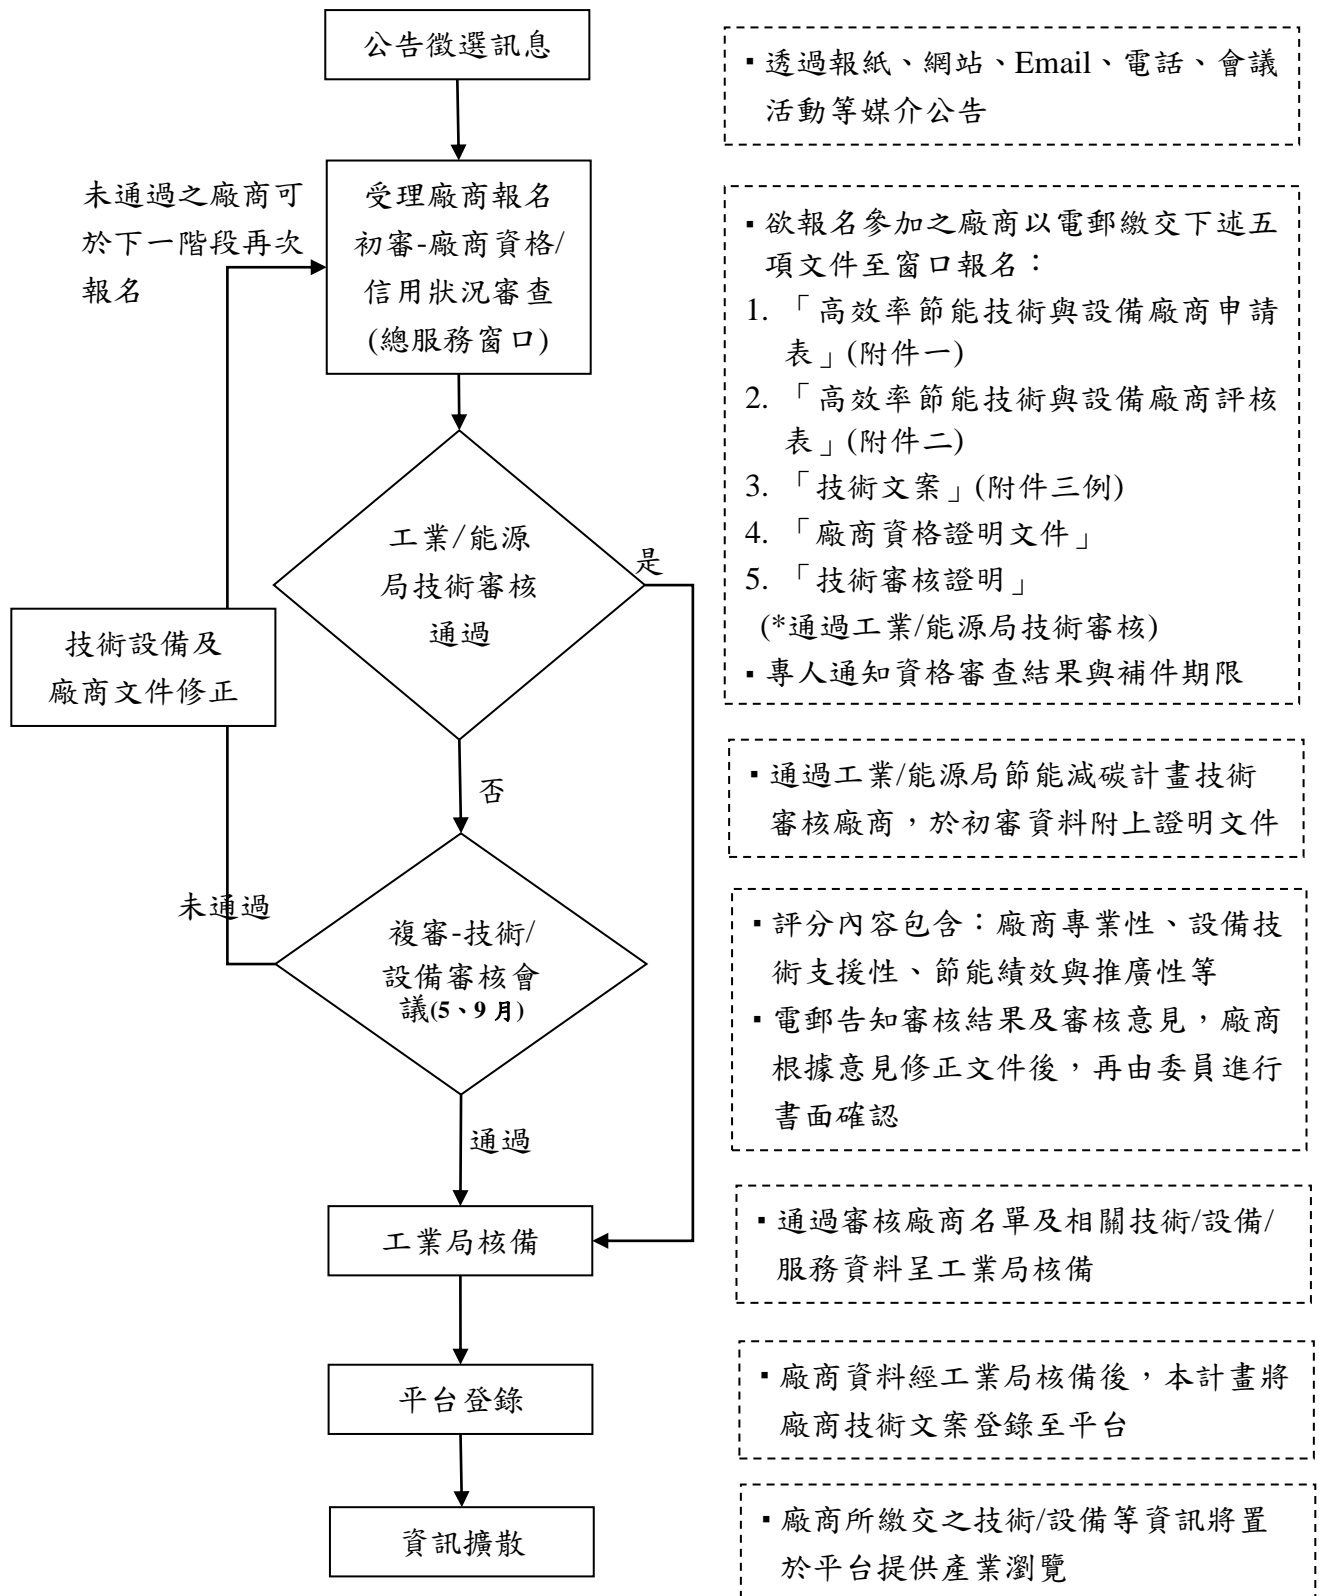 公告徵選訊息
▪透過報紙、網站、Email、電話、會議
活動等媒介公告
未通過之廠商可
於下一階段再次
報名
受理廠商報名
初審-廠商資格/
信用狀況審查
(總服務窗口)
▪欲報名參加之廠商以電郵繳交下述五
項文件至窗口報名：
1. 「高效率節能技術與設備廠商申請
表」(附件一)
2. 「高效率節能技術與設備廠商評核
表」(附件二)
3. 「技術文案」(附件三例)
4. 「廠商資格證明文件」
5. 「技術審核證明」
(*通過工業/能源局技術審核)
▪專人通知資格審查結果與補件期限
工業/能源
局技術審核
通過
是
否
技術設備及
廠商文件修正
▪通過工業/能源局節能減碳計畫技術
審核廠商，於初審資料附上證明文件
未通過
複審-技術/
設備審核會
議(5、9 月)
通過
▪評分內容包含：廠商專業性、設備技
術支援性、節能績效與推廣性等
▪電郵告知審核結果及審核意見，廠商
根據意見修正文件後，再由委員進行
書面確認
工業局核備
▪通過審核廠商名單及相關技術/設備/
服務資料呈工業局核備
平台登錄
▪廠商資料經工業局核備後，本計畫將
廠商技術文案登錄至平台
資訊擴散
▪廠商所繳交之技術/設備等資訊將置
於平台提供產業瀏覽